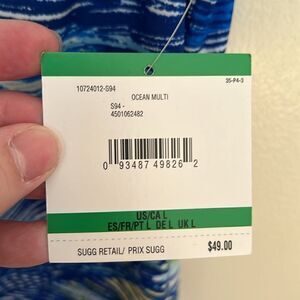 35-P4-3
10724012-S94
OCEAN MULTI
S94 -
4501062482
0 93487 49826 2
US/CA L
ES/FR/PT L DE L UK L
$49.00
SUGG RETAIL/ PRIX SUGG